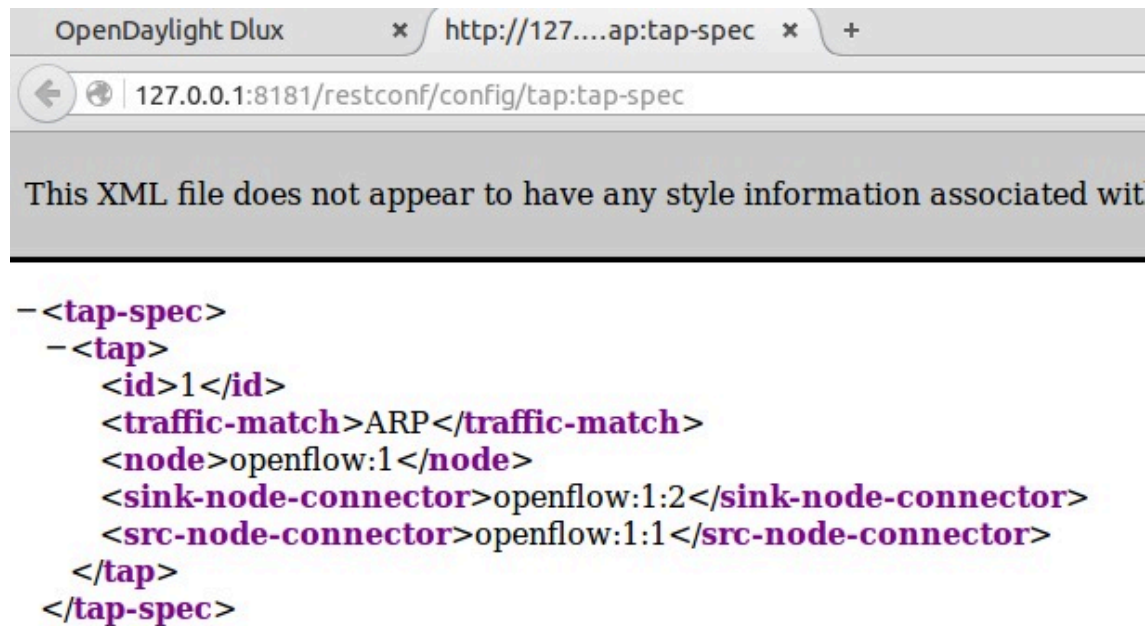 OpenDaylight Dlux × http://127....ap:tap-spec × +
127.0.0.1:8181/restconf/config/tap:tap-spec
This XML file does not appear to have any style information associated
−<tap-spec>
−<tap>
<id>1</id>
<traffic-match>ARP</traffic-match>
<node>openflow:1</node>
<sink-node-connector>openflow:1:2</sink-node-connector>
<src-node-connector>openflow:1:1</src-node-connector>
</tap>
</tap-spec>